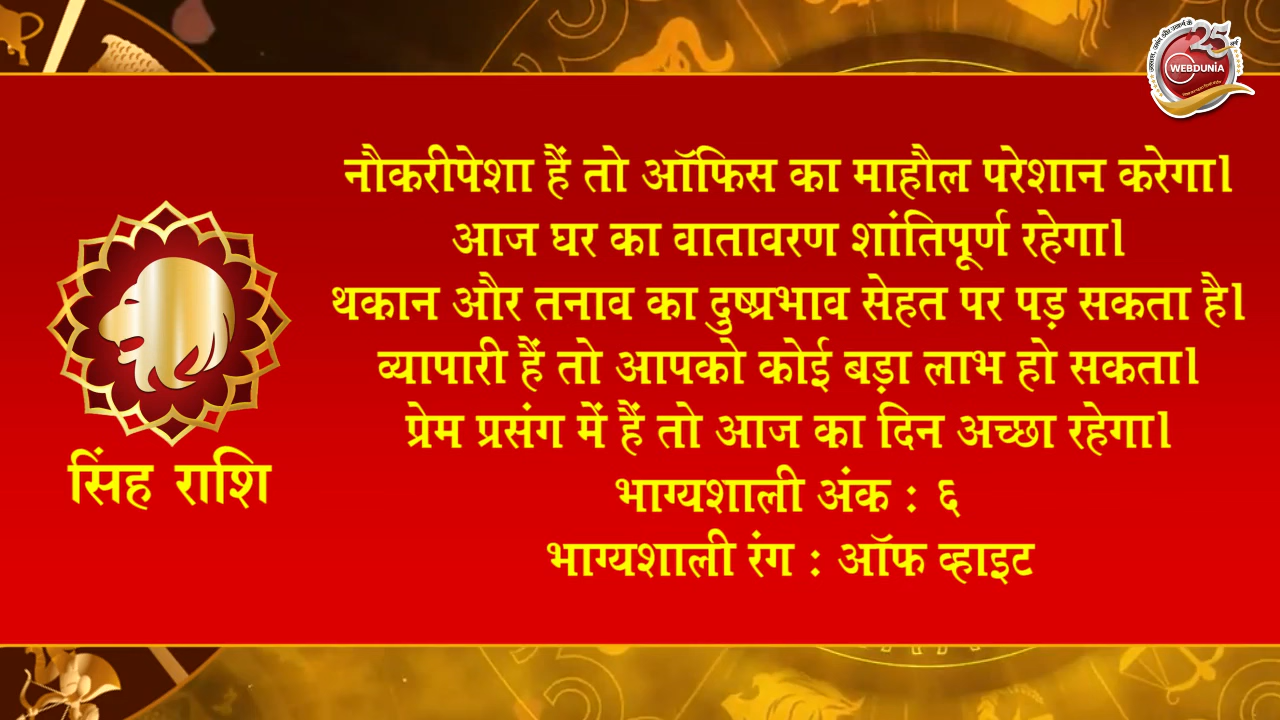 25
WEBDUNIA
नौकरीपेशा हैं तो ऑफिस का माहौल परेशान करेगा।
आज घर का वातावरण शांतिपूर्ण रहेगा।
थकान और तनाव का दुष्प्रभाव सेहत पर पड़ सकता है।
व्यापारी हैं तो आपको कोई बड़ा लाभ हो सकता।
प्रेम प्रसंग में हैं तो आज का दिन अच्छा रहेगा।
भाग्यशाली अंक : ६
भाग्यशाली रंग : ऑफ व्हाइट
सिंह राशि